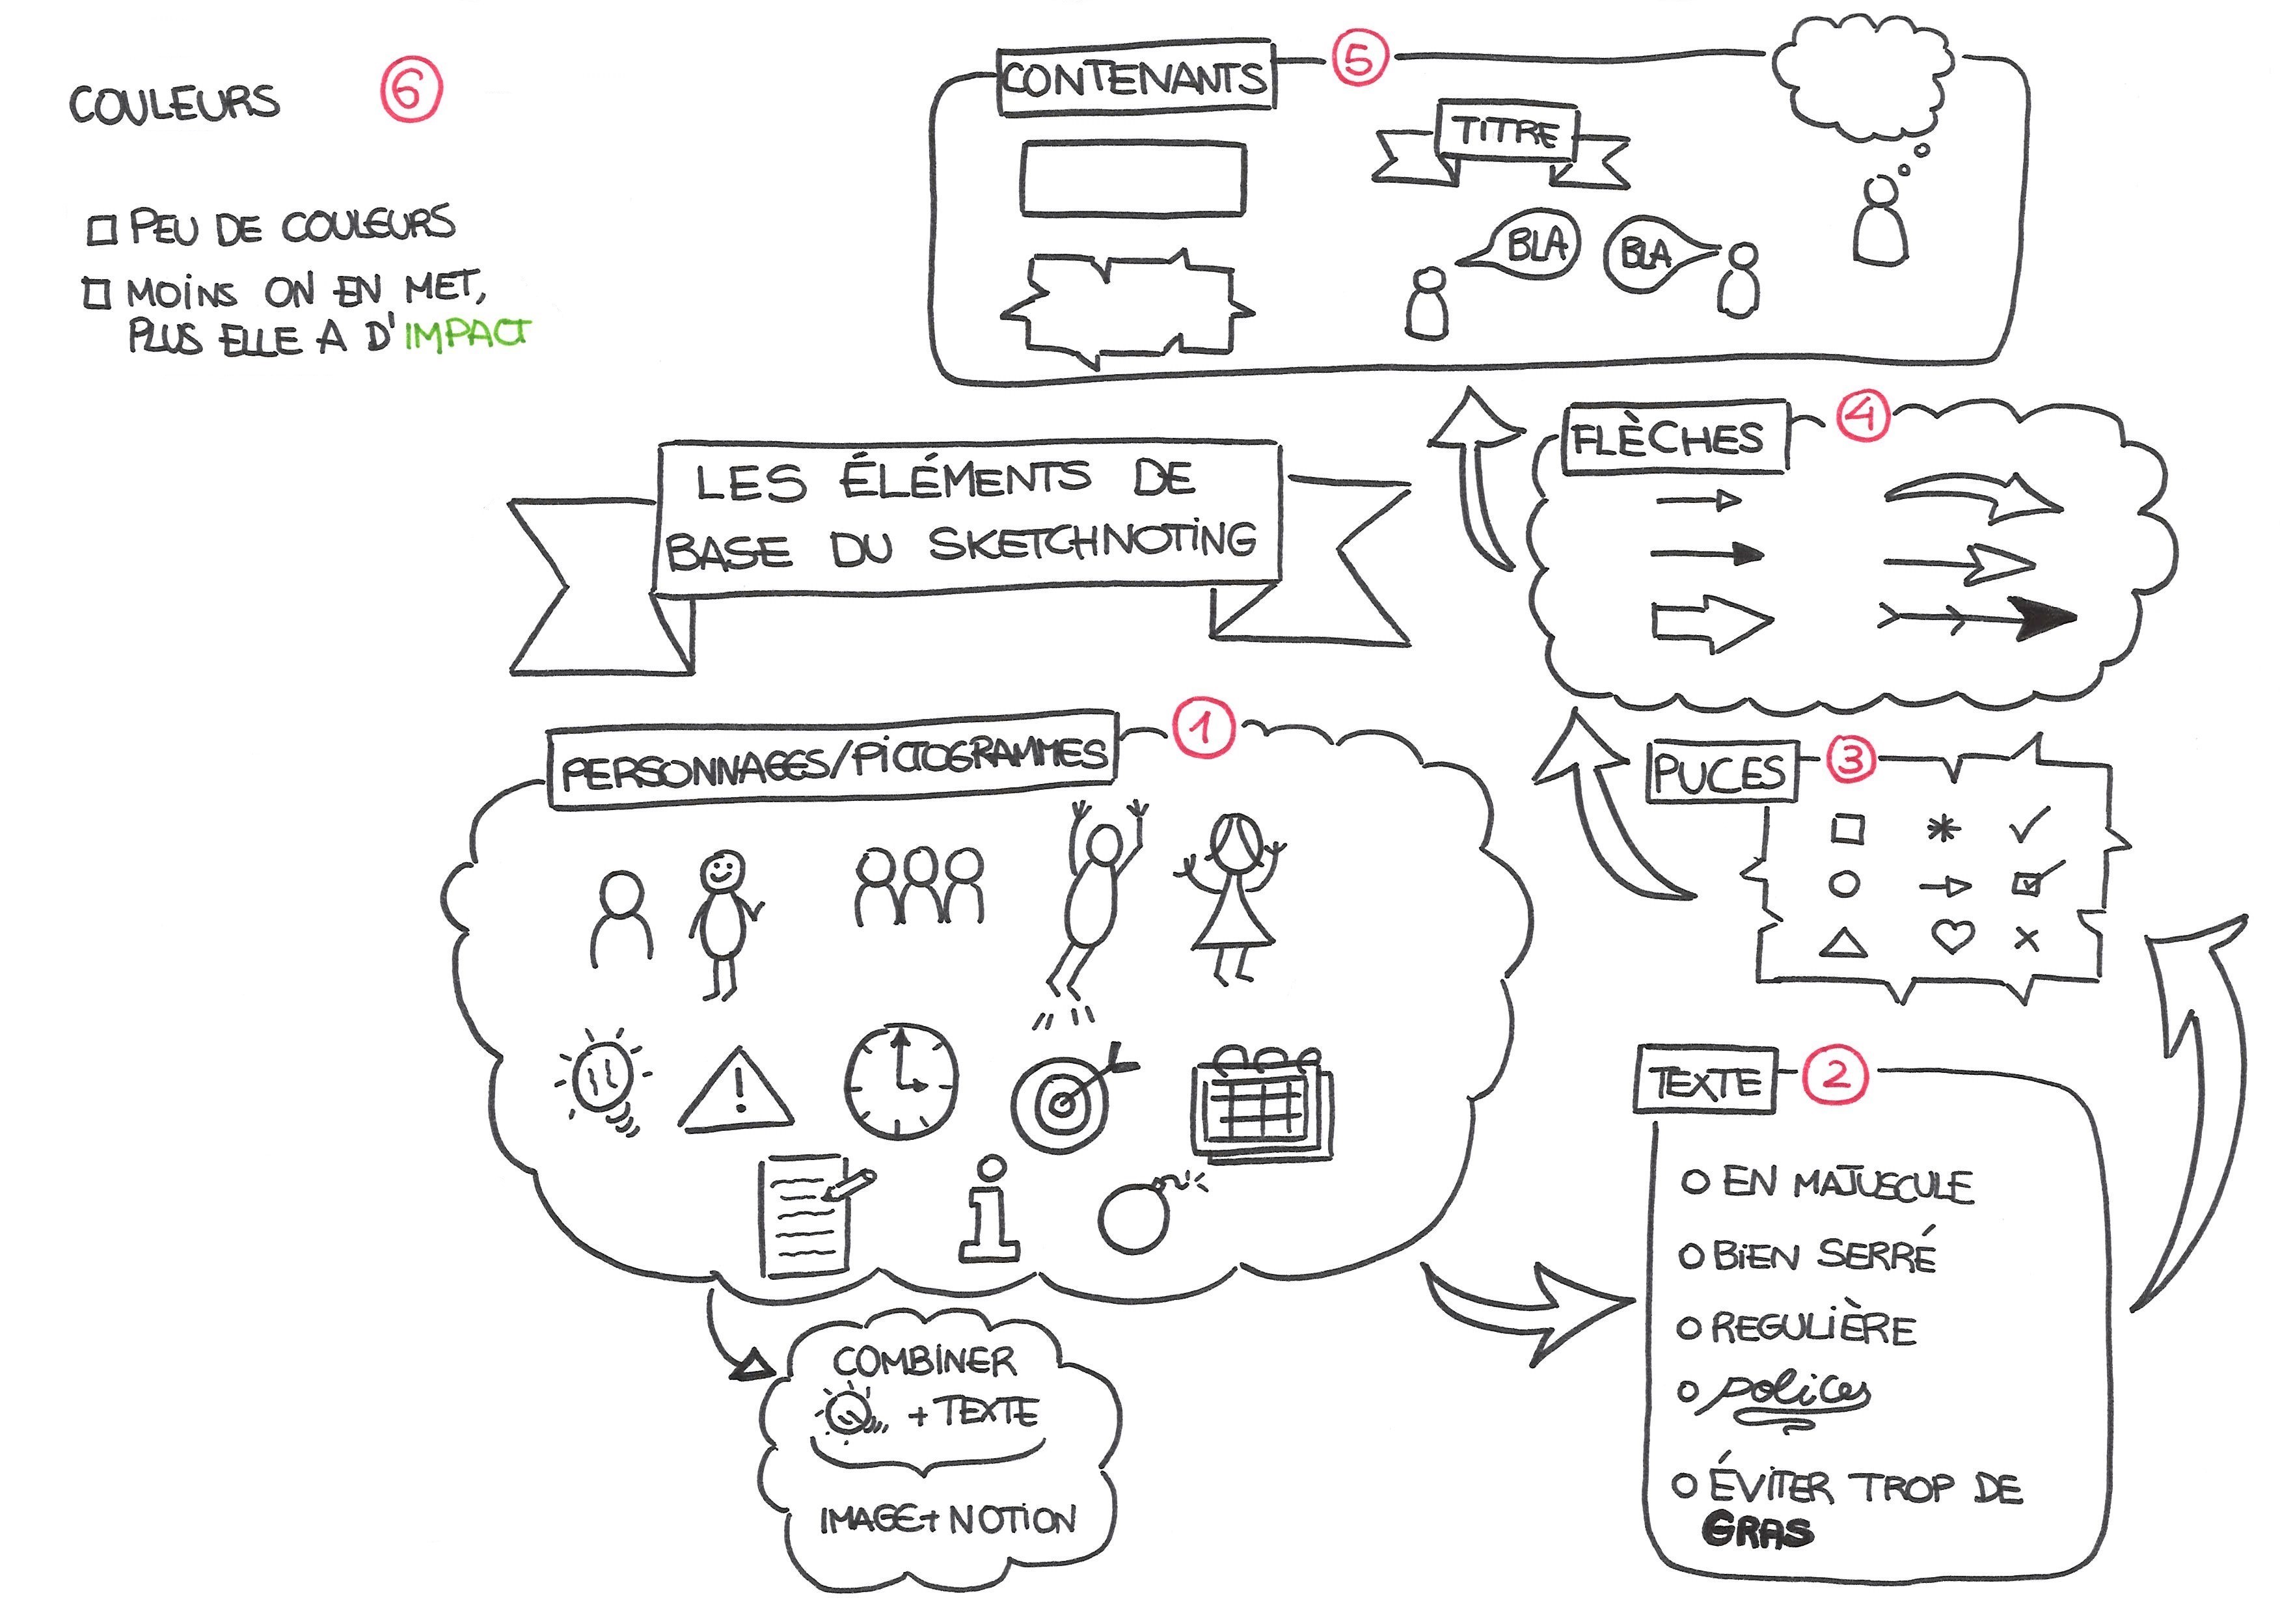 COULEURS 6
PEU DE COULEURS
MOINS ON EN MET,
PLUS ELLE A D'IMPACT
CONTENANTS 5
TITRE
BLA BLA
LES ÉLÉMENTS DE
BASE DU SKETCHNOTING
FLÈCHES 4
PERSONNAGES/PICTOGRAMMES 1
!
i
COMBINER
+ TEXTE
IMAGE + NOTION
PUCES 3
TEXTE 2
EN MAJUSCULE
BIEN SERRÉ
REGULIÈRE
polices
ÉVITER TROP DE
GRAS